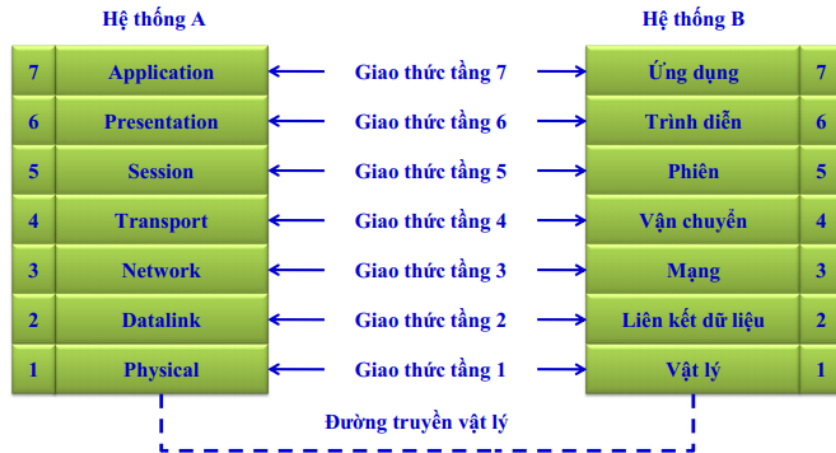 Hệ thống A Hệ thống B
7 Application Giao thức tầng 7 Ứng dụng 7
6 Presentation Giao thức tầng 6 Trình diễn 6
5 Session Giao thức tầng 5 Phiên 5
4 Transport Giao thức tầng 4 Vận chuyển 4
3 Network Giao thức tầng 3 Mạng 3
2 Datalink Giao thức tầng 2 Liên kết dữ liệu 2
1 Physical Giao thức tầng 1 Vật lý 1
Đường truyền vật lý